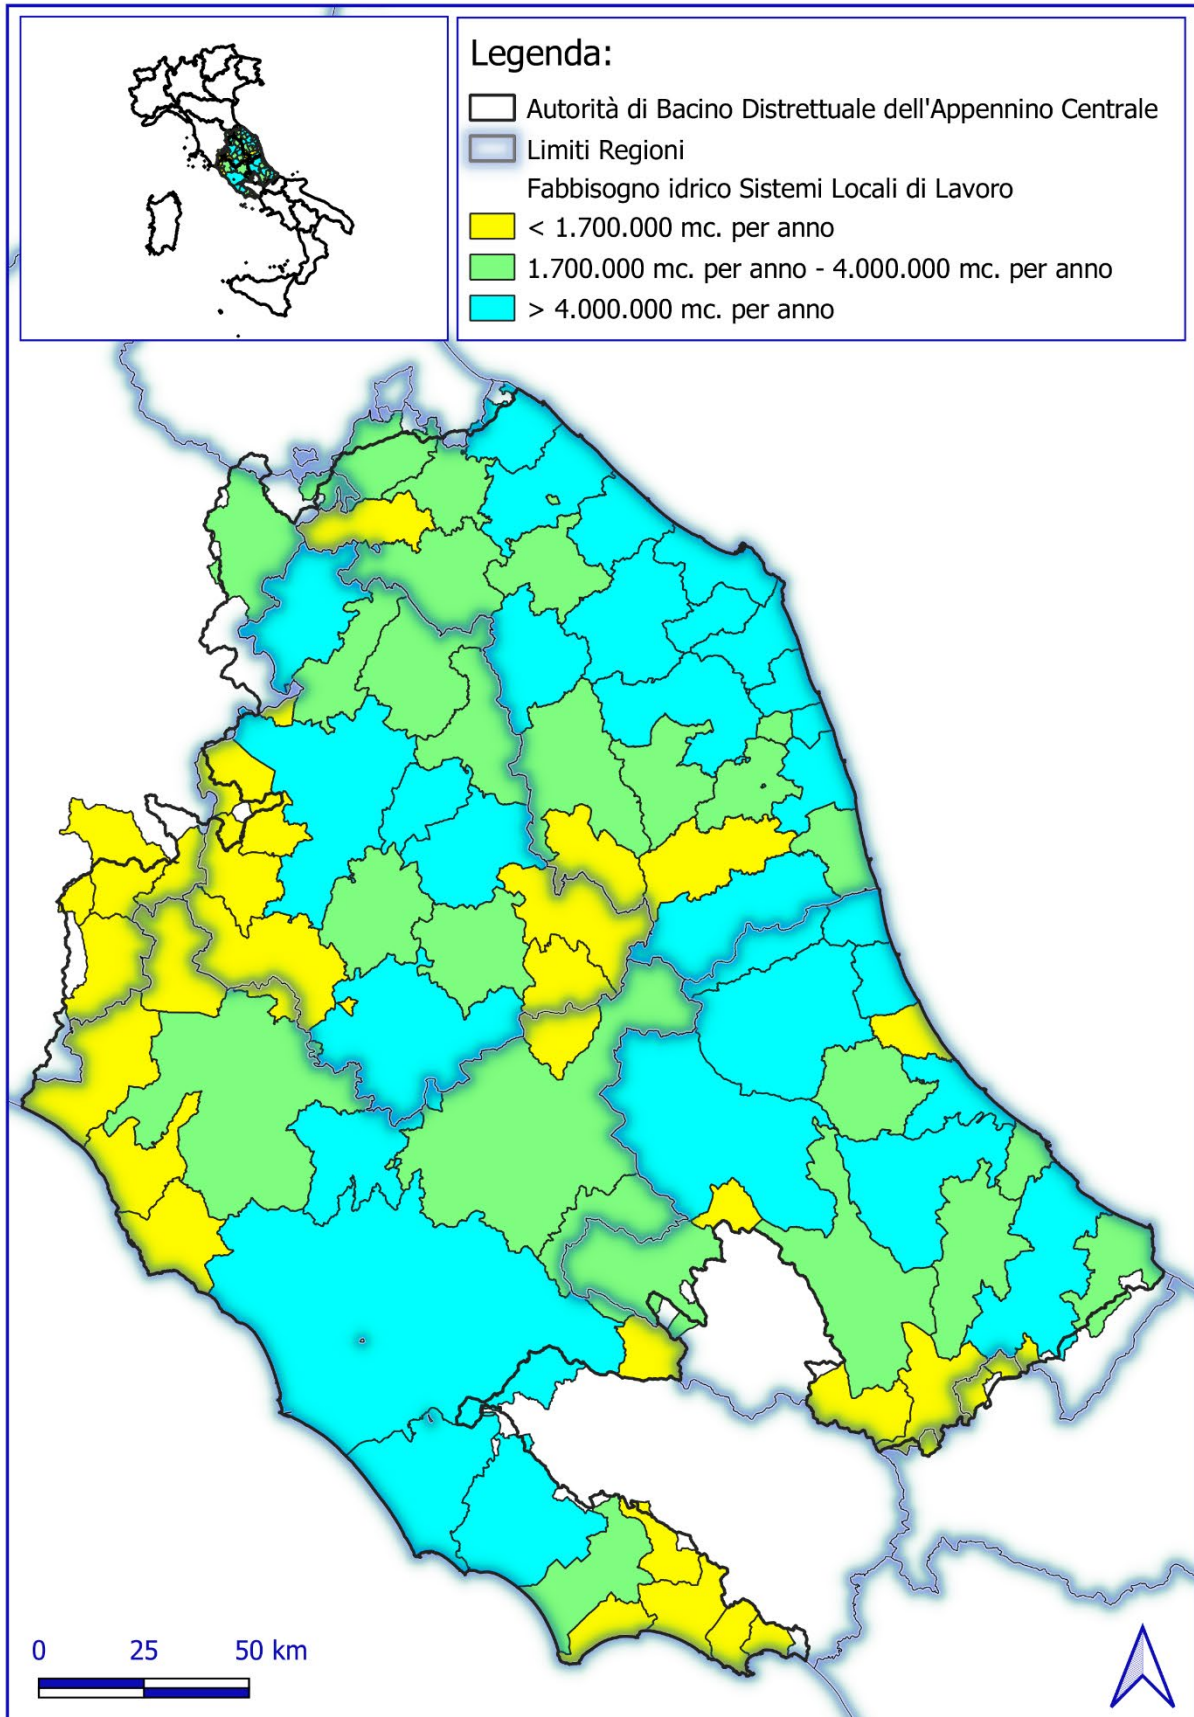 Legenda:
Autorità di Bacino Distrettuale dell'Appennino Centrale
Limiti Regioni
Fabbisogno idrico Sistemi Locali di Lavoro
< 1.700.000 mc. per anno
1.700.000 mc. per anno - 4.000.000 mc. per anno
> 4.000.000 mc. per anno
0 25 50 km